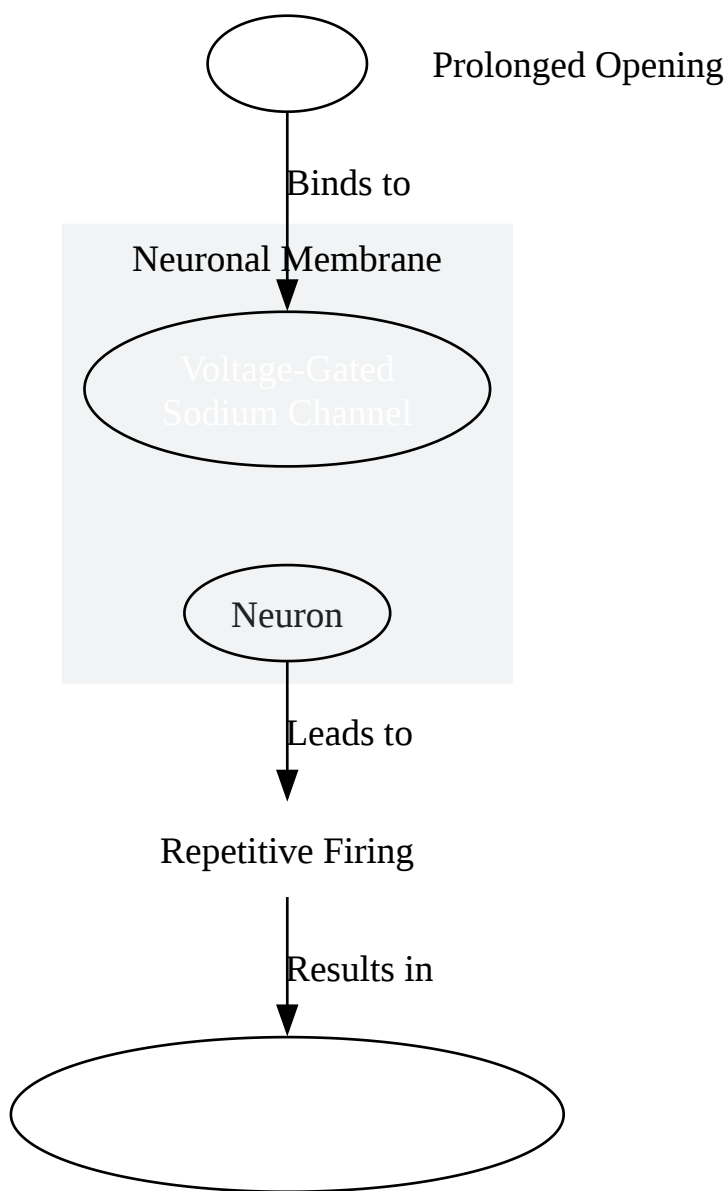 Prolonged Opening
Binds to
Neuronal Membrane
Voltage-Gated
Sodium Channel
Neuron
Leads to
Repetitive Firing
Results in